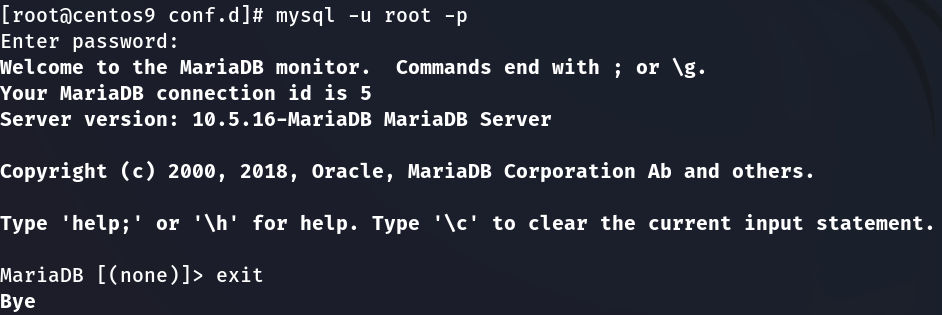 [root@centos9 conf.d]# mysql -u root -p
Enter password:
Welcome to the MariaDB monitor.  Commands end with ; or \g.
Your MariaDB connection id is 5
Server version: 10.5.16-MariaDB MariaDB Server
Copyright (c) 2000, 2018, Oracle, MariaDB Corporation Ab and others.
Type 'help;' or '\h' for help. Type '\c' to clear the current input statement.
MariaDB [(none)]> exit
Bye